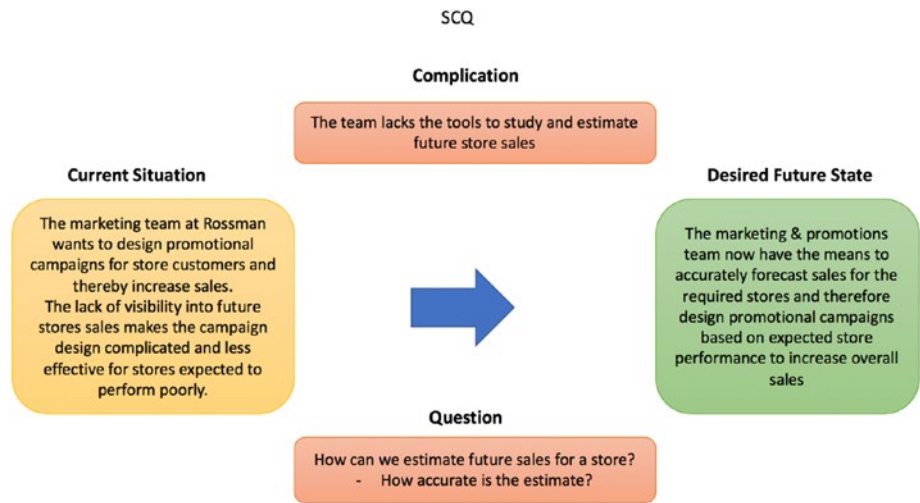 SCQ
Complication
The team lacks the tools to study and estimate
future store sales
Current Situation
The marketing team at Rossman
wants to design promotional
campaigns for store customers and
thereby increase sales.
The lack of visibility into future
stores sales makes the campaign
design complicated and less
effective for stores expected to
perform poorly.
Desired Future State
The marketing & promotions
team now have the means to
accurately forecast sales for the
required stores and therefore
design promotional campaigns
based on expected store
performance to increase overall
sales
Question
How can we estimate future sales for a store?
- How accurate is the estimate?